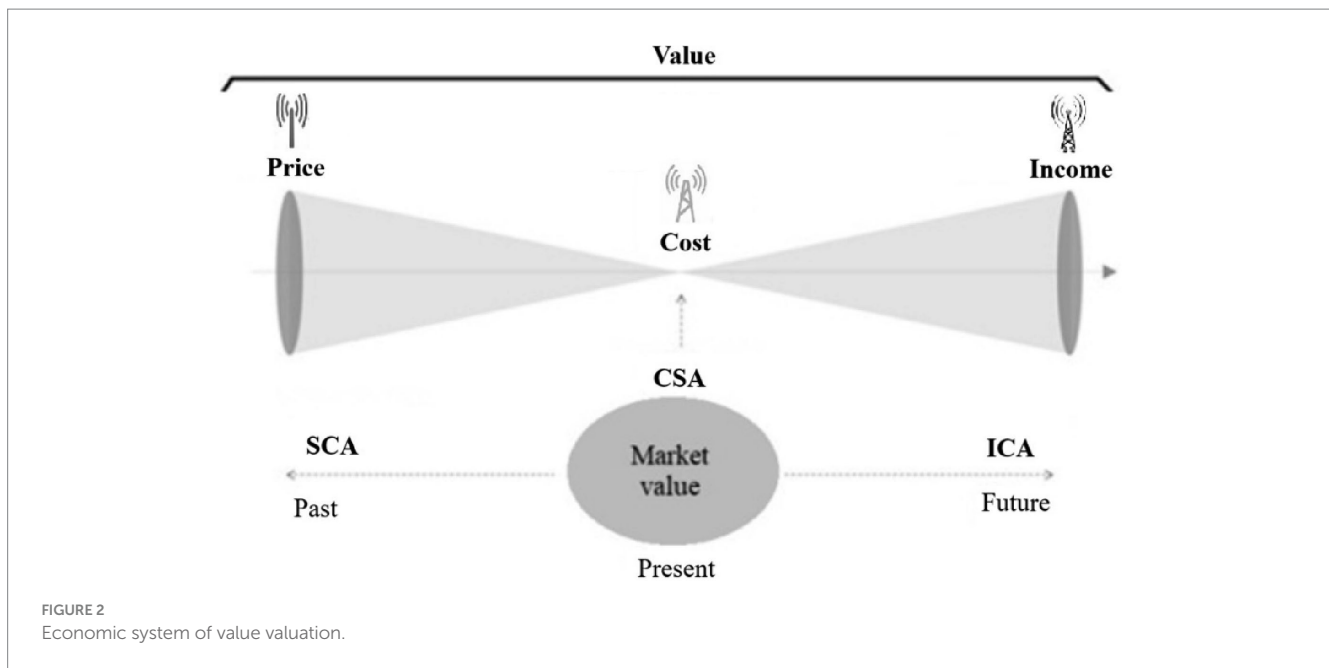 Value
Price
Income
Cost
CSA
SCA
ICA
Market
value
Past
Future
Present
FIGURE 2
Economic system of value valuation.